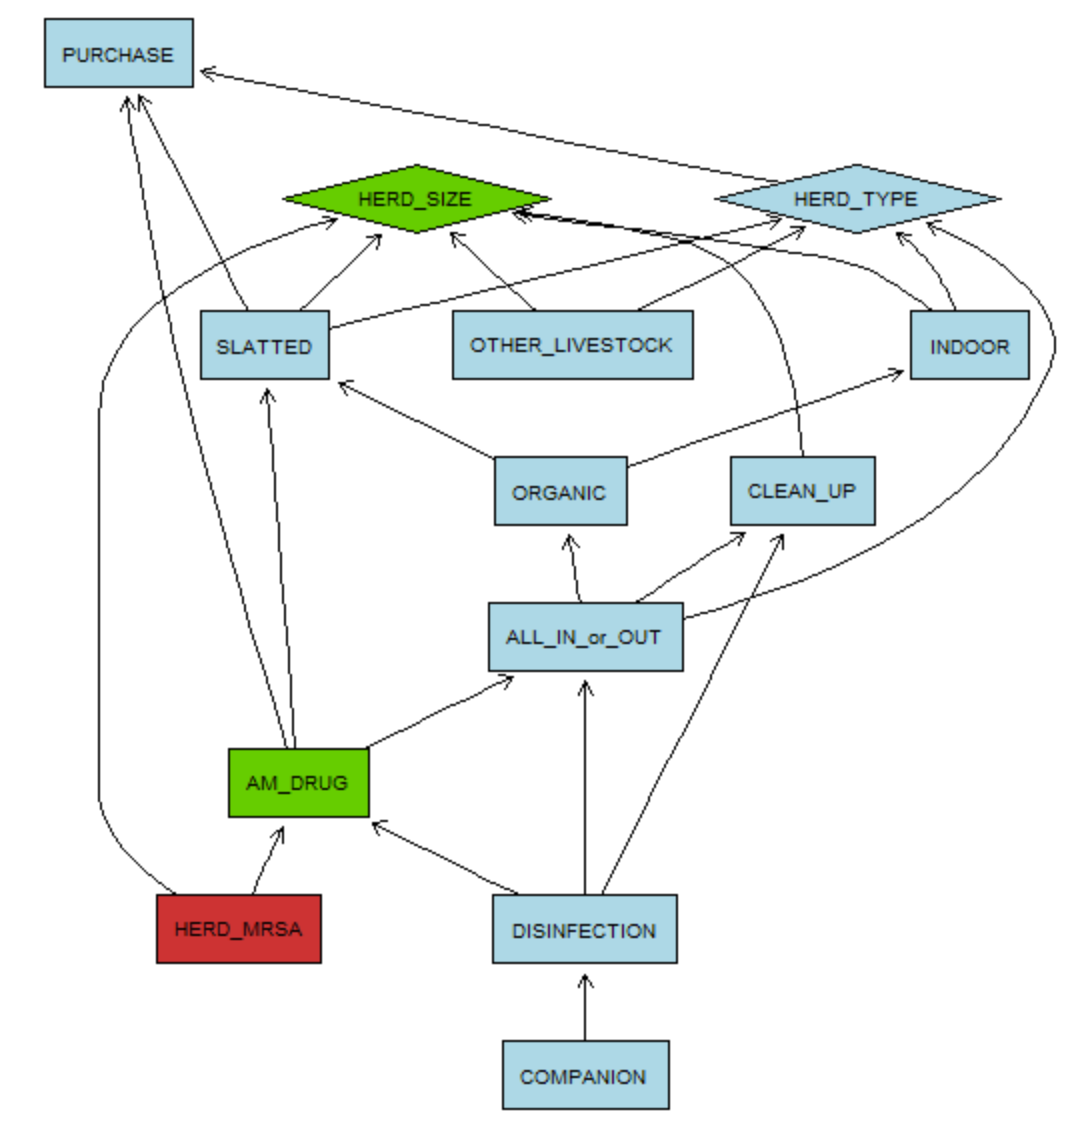 PURCHASE
HERD_SIZE
HERD_TYPE
SLATTED
OTHER_LIVESTOCK
INDOOR
ORGANIC
CLEAN_UP
ALL_IN_or_OUT
AM_DRUG
HERD_MRSA
DISINFECTION
COMPANION